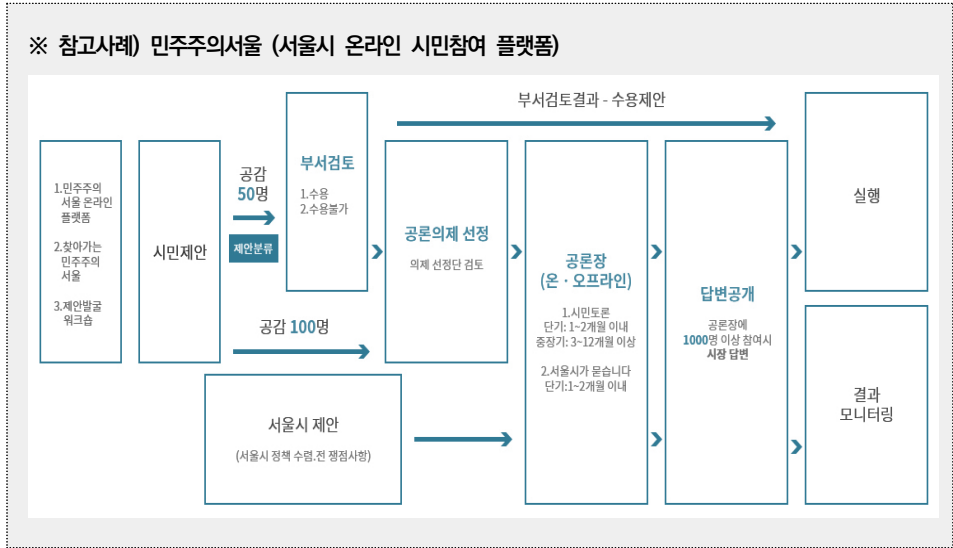 ※ 참고사례) 민주주의서울 (서울시 온라인 시민참여 플랫폼)
1.민주주의
서울 온라인
플랫폼
2.찾아가는
민주주의
서울
3.제안발굴
워크숍
시민제안
공감
50명
제안분류
공감 100명
부서검토
1.수용
2.수용불가
부서검토결과 - 수용제안
공론의제 선정
의제 선정단 검토
서울시 제안
(서울시 정책 수렴.전 쟁점사항)
공론장
(온 · 오프라인)
1.시민토론
단기: 1~2개월 이내
중장기: 3~12개월 이상
2.서울시가 묻습니다
단기:1~2개월 이내
답변공개
공론장에
1000명 이상 참여시
시장 답변
실행
결과
모니터링